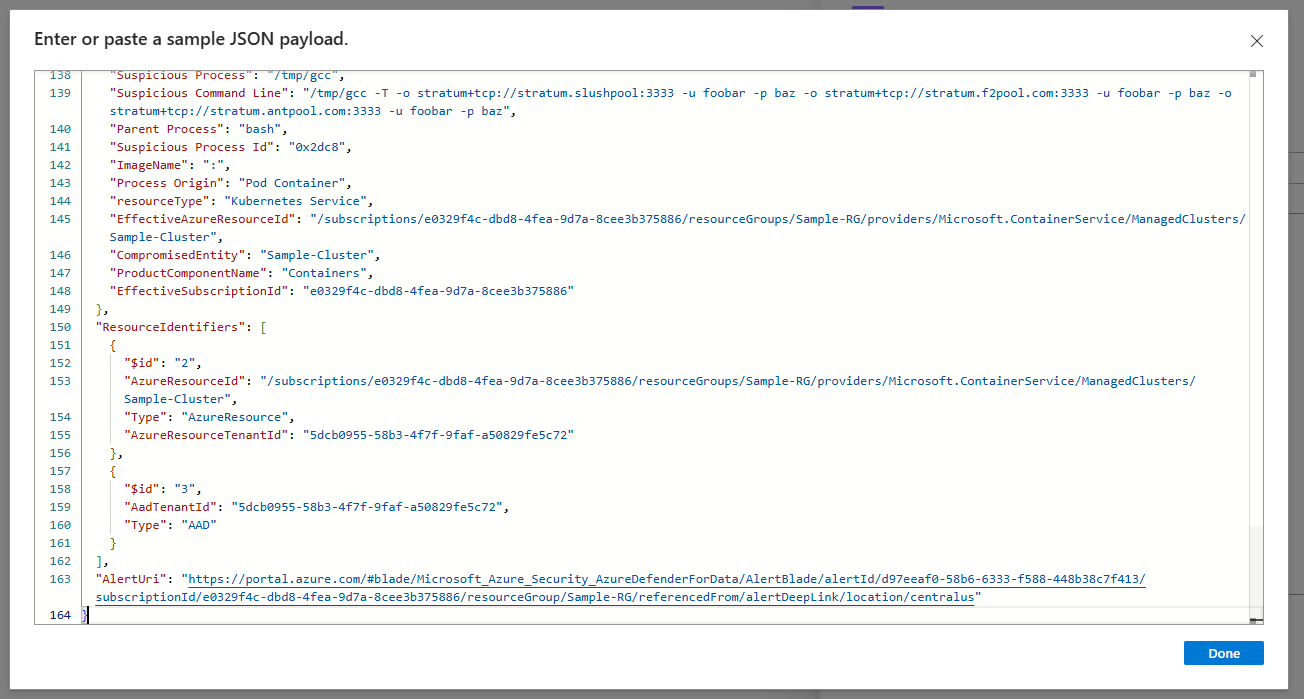 Enter or paste a sample JSON payload.
138 "Suspicious Process": "/tmp/gcc",
139 "Suspicious Command Line": "/tmp/gcc -T -o stratum+tcp://stratum.slushpool:3333 -u foobar -p baz -o stratum+tcp://stratum.f2pool.com:3333 -u foobar -p baz -o
stratum+tcp://stratum.antpool.com:3333 -u foobar -p baz",
140 "Parent Process": "bash",
141 "Suspicious Process Id": "0x2dc8",
142 "ImageName": ":",
143 "Process Origin": "Pod Container",
144 "resourceType": "Kubernetes Service",
145 "EffectiveAzureResourceId": "/subscriptions/e0329f4c-dbd8-4fea-9d7a-8cee3b375886/resourceGroups/Sample-RG/providers/Microsoft.ContainerService/ManagedClusters/
Sample-Cluster",
146 "CompromisedEntity": "Sample-Cluster",
147 "ProductComponentName": "Containers",
148 "EffectiveSubscriptionId": "e0329f4c-dbd8-4fea-9d7a-8cee3b375886"
149 },
150 "ResourceIdentifiers": [
151 {
152 "$id": "2",
153 "AzureResourceId": "/subscriptions/e0329f4c-dbd8-4fea-9d7a-8cee3b375886/resourceGroups/Sample-RG/providers/Microsoft.ContainerService/ManagedClusters/
Sample-Cluster",
154 "Type": "AzureResource",
155 "AzureResourceTenantId": "5dcb0955-58b3-4f7f-9faf-a50829fe5c72"
156 },
157 {
158 "$id": "3",
159 "AadTenantId": "5dcb0955-58b3-4f7f-9faf-a50829fe5c72",
160 "Type": "AAD"
161 }
162 ],
163 "AlertUri": "https://portal.azure.com/#blade/Microsoft_Azure_Security_AzureDefenderForData/AlertBlade/alertId/d97eeaf0-58b6-6333-f588-448b38c7f413/
subscriptionId/e0329f4c-dbd8-4fea-9d7a-8cee3b375886/resourceGroup/Sample-RG/referencedFrom/alertDeepLink/location/centralus"
164 }
Done